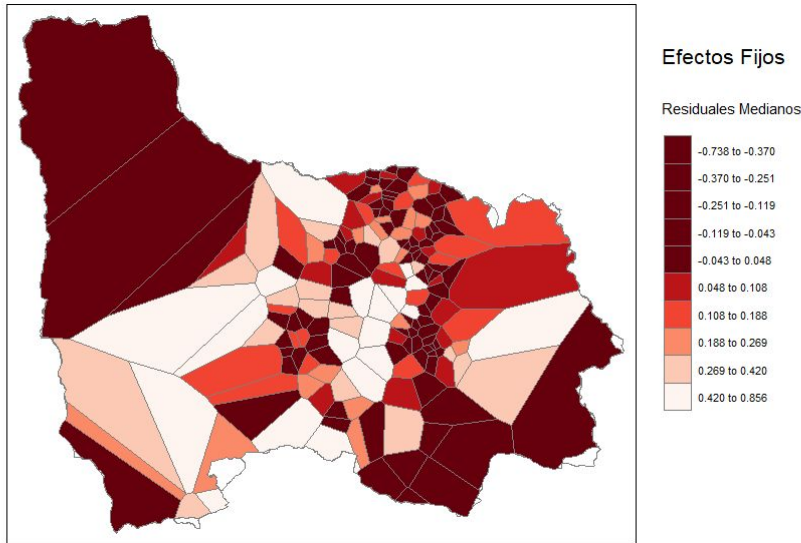 Efectos Fijos
Residuales Medianos
-0.738 to -0.370
-0.370 to -0.251
-0.251 to -0.119
-0.119 to -0.043
-0.043 to 0.048
0.048 to 0.108
0.108 to 0.188
0.188 to 0.269
0.269 to 0.420
0.420 to 0.856